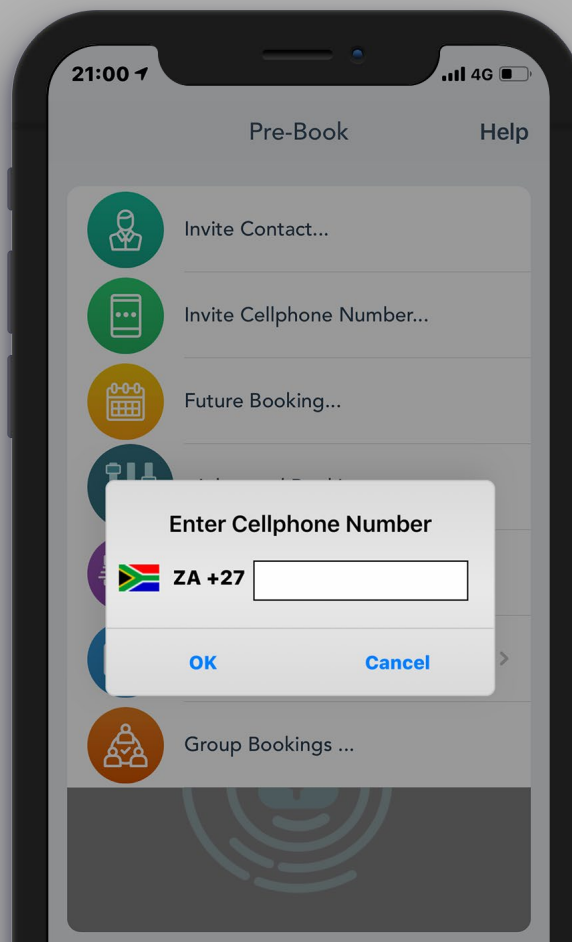 21:00
4G
Pre-Book
Help
Invite Contact...
Invite Cellphone Number...
Future Booking...
Enter Cellphone Number
ZA +27
OK
Cancel
Group Bookings ...